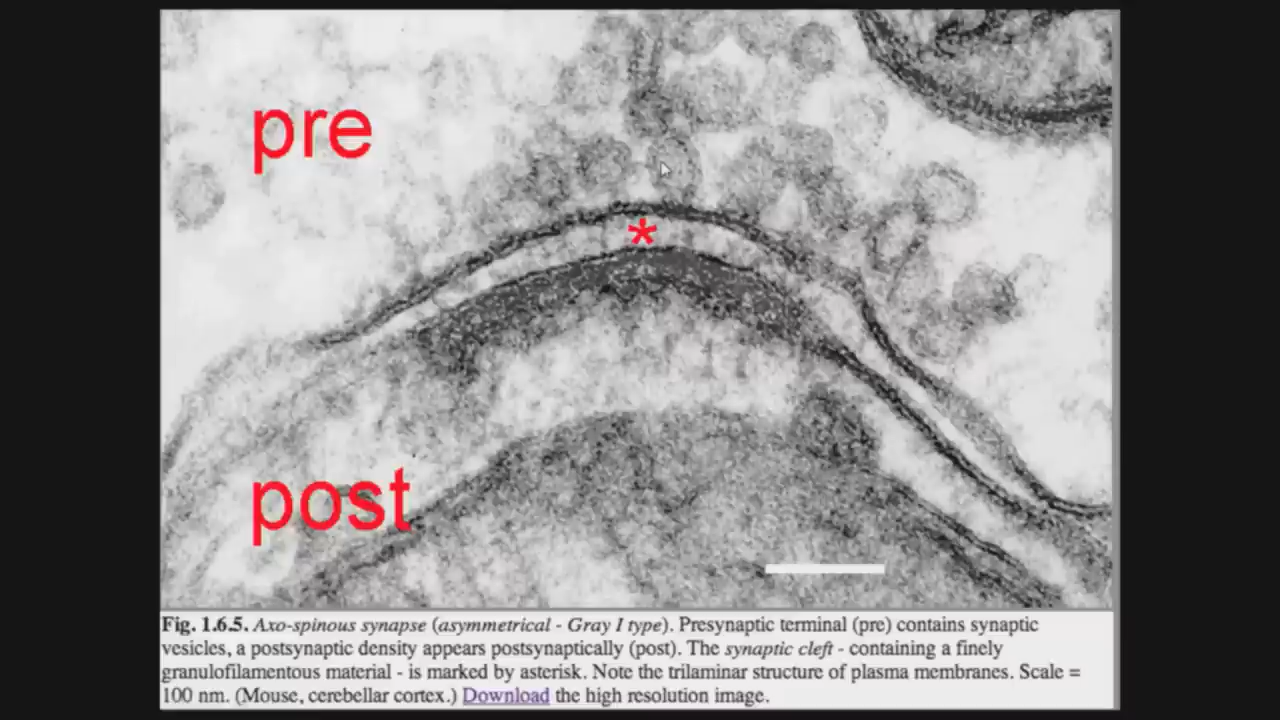 pre
*
post
Fig. 1.6.5. Axo-spinous synapse (asymmetrical - Gray I type). Presynaptic terminal (pre) contains synaptic
vesicles, a postsynaptic density appears postsynaptically (post). The synaptic cleft - containing a finely
granulofilamentous material - is marked by asterisk. Note the trilaminar structure of plasma membranes. Scale =
100 nm. (Mouse, cerebellar cortex.) Download the high resolution image.